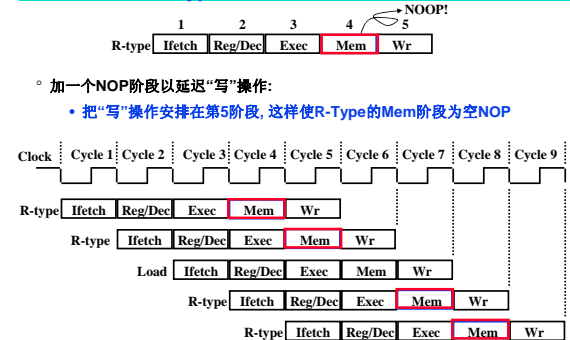 NOOP!
1 2 3 4 5
R-type Ifetch Reg/Dec Exec Mem Wr
° 加一个NOP阶段以延迟“写”操作:
• 把“写”操作安排在第5阶段, 这样使R-Type的Mem阶段为空NOP
Clock Cycle 1 Cycle 2 Cycle 3 Cycle 4 Cycle 5 Cycle 6 Cycle 7 Cycle 8 Cycle 9
R-type Ifetch Reg/Dec Exec Mem Wr
R-type Ifetch Reg/Dec Exec Mem Wr
Load Ifetch Reg/Dec Exec Mem Wr
R-type Ifetch Reg/Dec Exec Mem Wr
R-type Ifetch Reg/Dec Exec Mem Wr